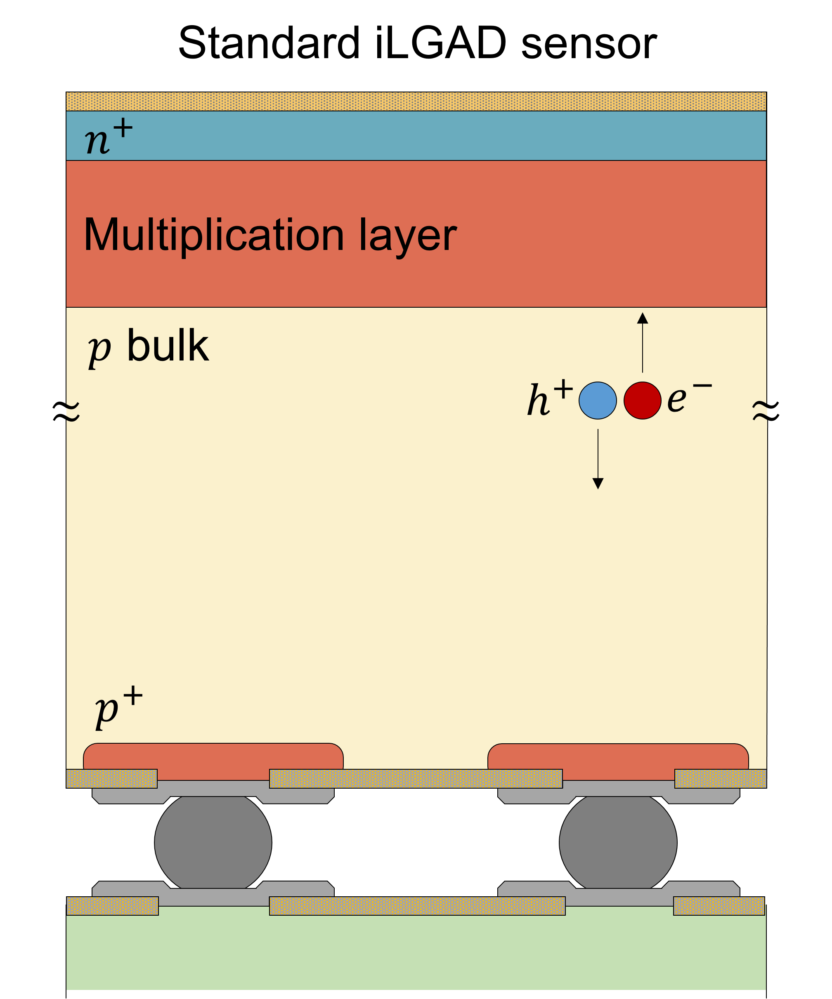 Standard iLGAD sensor
n⁺
Multiplication layer
p bulk
h⁺ e⁻
p⁺